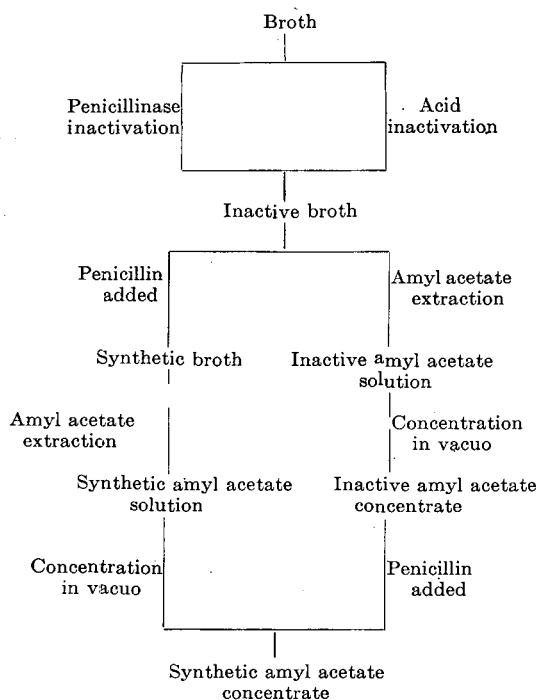 Broth
Penicillinase
inactivation
Acid
inactivation
Inactive broth
Penicillin
added
Amyl acetate
extraction
Synthetic broth
Inactive amyl acetate
solution
Amyl acetate
extraction
Concentration
in vacuo
Synthetic amyl acetate
solution
Inactive amyl acetate
concentrate
Concentration
in vacuo
Penicillin
added
Synthetic amyl acetate
concentrate